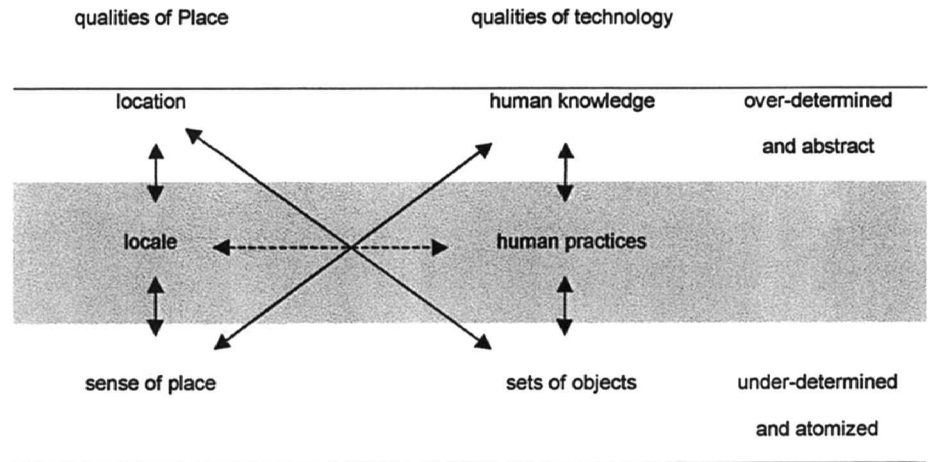 qualities of Place qualities of technology
location human knowledge over-determined
and abstract
locale human practices
sense of place sets of objects under-determined
and atomized